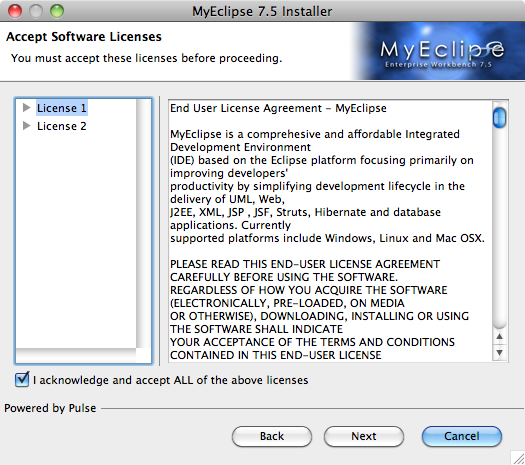 MyEclipse 7.5 Installer
Accept Software Licenses
You must accept these licenses before proceeding.
MyEclipse
Enterprise Workbench 7.5
License 1
License 2
End User License Agreement – MyEclipse
MyEclipse is a comprehesive and affordable Integrated
Development Environment
(IDE) based on the Eclipse platform focusing primarily on
improving developers'
productivity by simplifying development lifecycle in the
delivery of UML, Web,
J2EE, XML, JSP , JSF, Struts, Hibernate and database
applications. Currently
supported platforms include Windows, Linux and Mac OSX.
PLEASE READ THIS END-USER LICENSE AGREEMENT
CAREFULLY BEFORE USING THE SOFTWARE.
REGARDLESS OF HOW YOU ACQUIRE THE SOFTWARE
(ELECTRONICALLY, PRE-LOADED, ON MEDIA
OR OTHERWISE), DOWNLOADING, INSTALLING OR USING
THE SOFTWARE SHALL INDICATE
YOUR ACCEPTANCE OF THE TERMS AND CONDITIONS
CONTAINED IN THIS END-USER LICENSE
I acknowledge and accept ALL of the above licenses
Powered by Pulse
Back
Next
Cancel